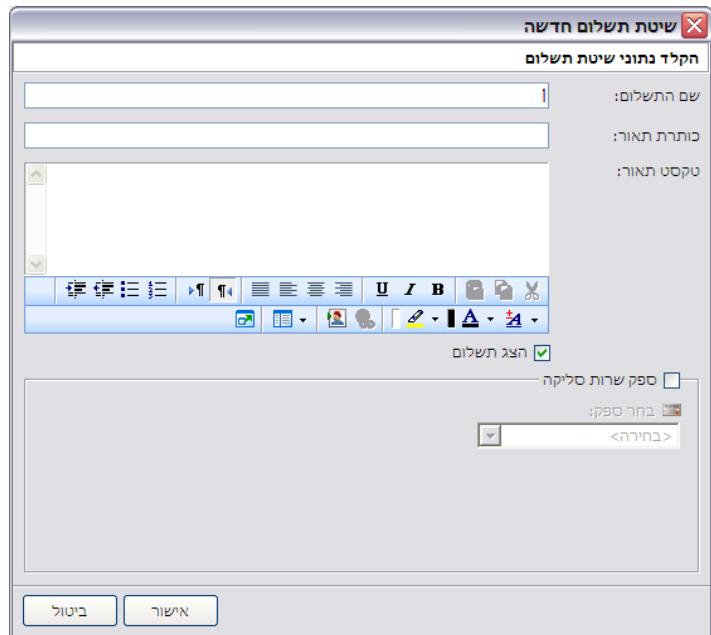 שיטת תשלום חדשה
הקלד נתוני שיטת תשלום
שם התשלום:
כותרת תאור:
טקסט תאור:
U I B
A A
הצג תשלום
ספק שרות סליקה
בחר ספק:
<בחירה>
אישור
ביטול